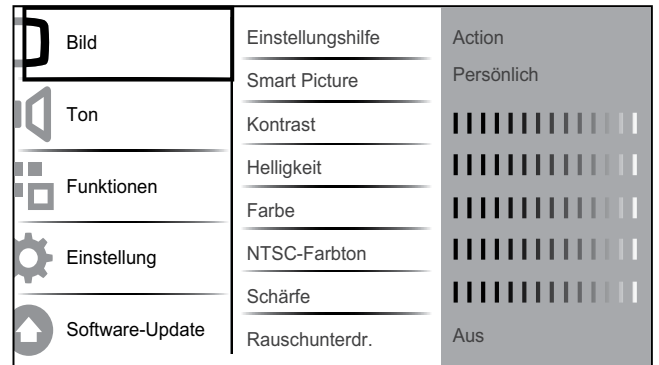 Bild
Ton
Funktionen
Einstellung
Software-Update
Einstellungshilfe
Smart Picture
Kontrast
Helligkeit
Farbe
NTSC-Farbton
Schärfe
Rauschunterdr.
Action
Persönlich
Aus